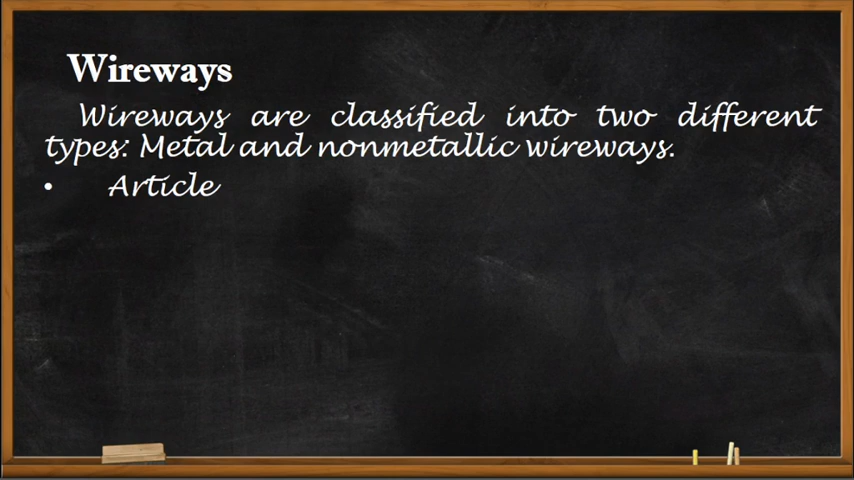 Wireways
Wireways are classified into two different
types: Metal and nonmetallic wireways.
• Article